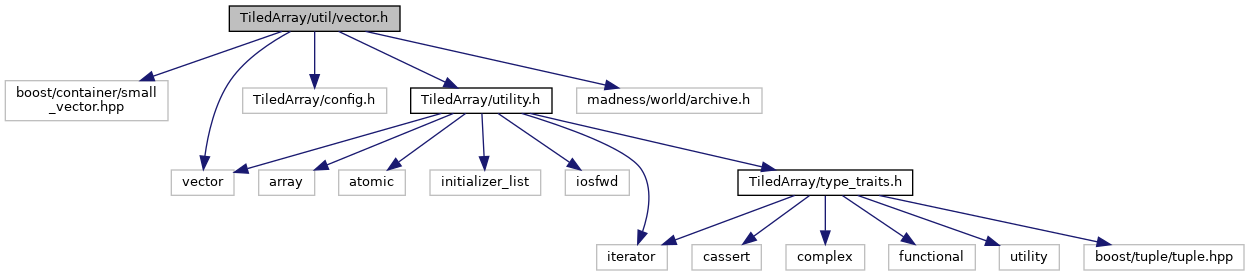 TiledArray/util/vector.h
boost/container/small
_vector.hpp
TiledArray/config.h
TiledArray/utility.h
madness/world/archive.h
vector
array
atomic
initializer_list
iosfwd
TiledArray/type_traits.h
iterator
cassert
complex
functional
utility
boost/tuple/tuple.hpp